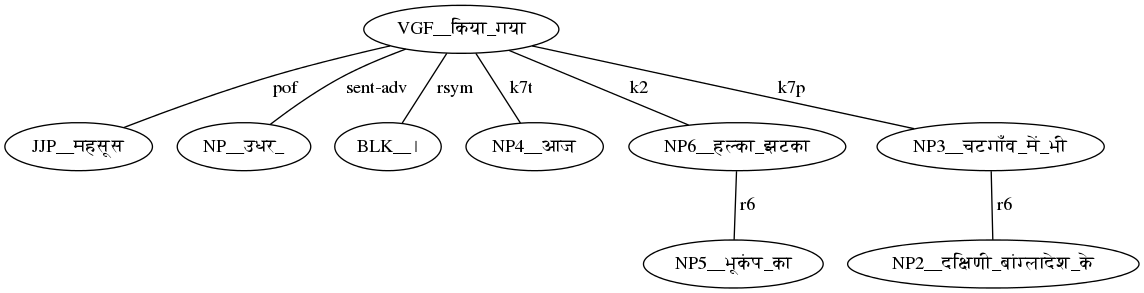 VGF__किया_गया
pof
sent-adv
rsym
k7t
k2
k7p
JJP__महसूस
NP__उधर_
BLK__।
NP4__आज
NP6__हल्का_झटका
NP3__चटगाँव_में_भी
r6
r6
NP5__भूकंप_का
NP2__दक्षिणी_बांग्लादेश_के